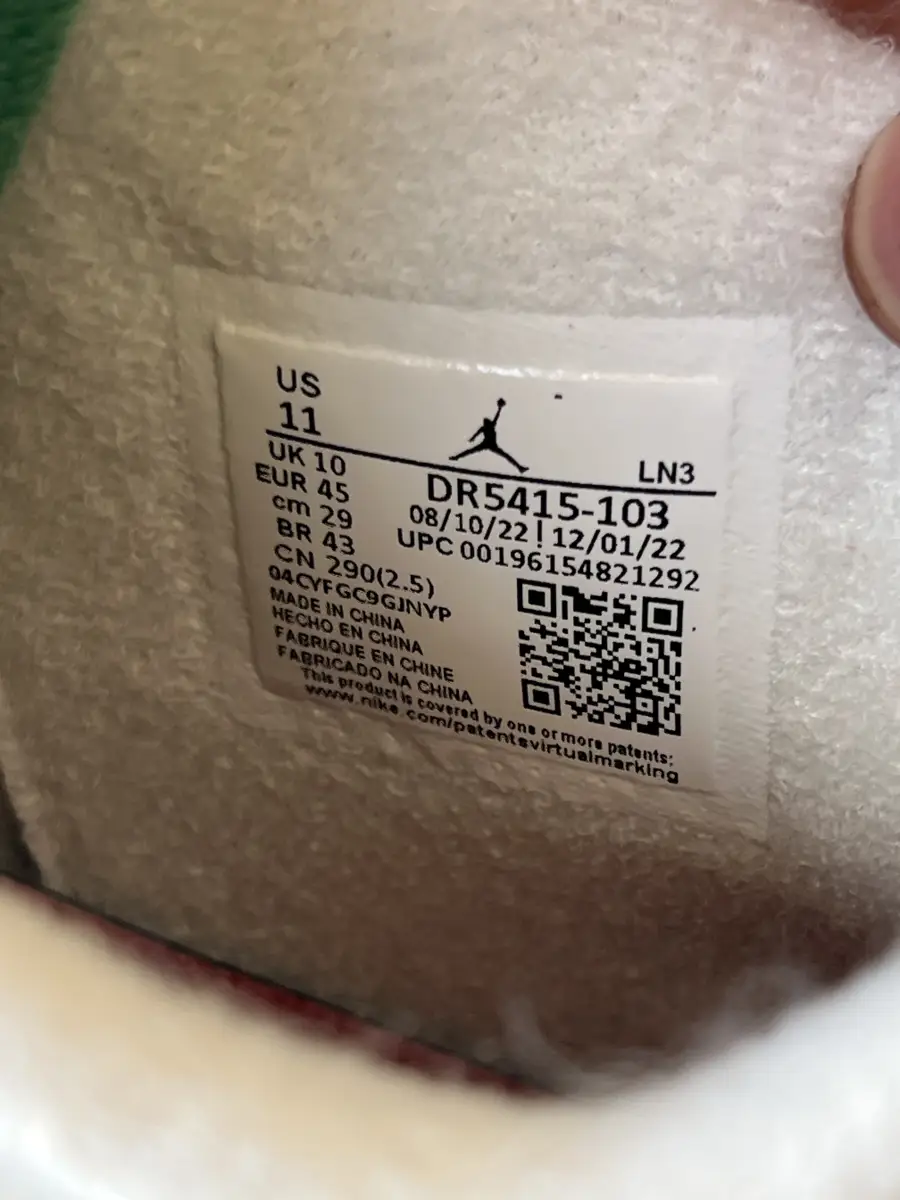 US
11
LN3
UK 10
EUR 45
cm 29
BR 43
CN 290(2.5)
04CYFGC9GJNYP
DR5415-103
08/10/22 | 12/01/22
UPC 00196154821292
MADE IN CHINA
HECHO EN CHINA
FABRIQUE EN CHINE
FABRICADO NA CHINA
This product is covered by one or more patents:
www.nike.com/patentsvirtualmarking